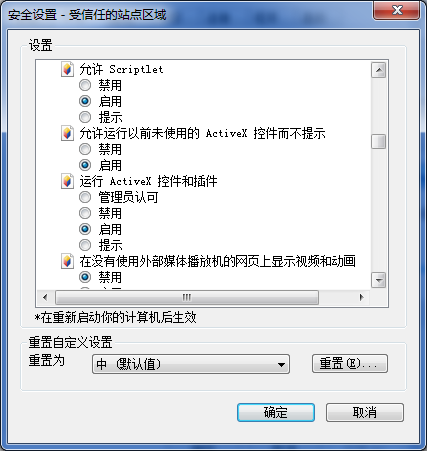 安全设置 - 受信任的站点区域
设置
允许 Scriptlet
禁用
启用
提示
允许运行以前未使用的 ActiveX 控件而不提示
禁用
启用
运行 ActiveX 控件和插件
管理员认可
禁用
启用
提示
在没有使用外部媒体播放机的网页上显示视频和动画
禁用
*在重新启动你的计算机后生效
重置自定义设置
重置为
中 (默认值)
重置(E)...
确定
取消